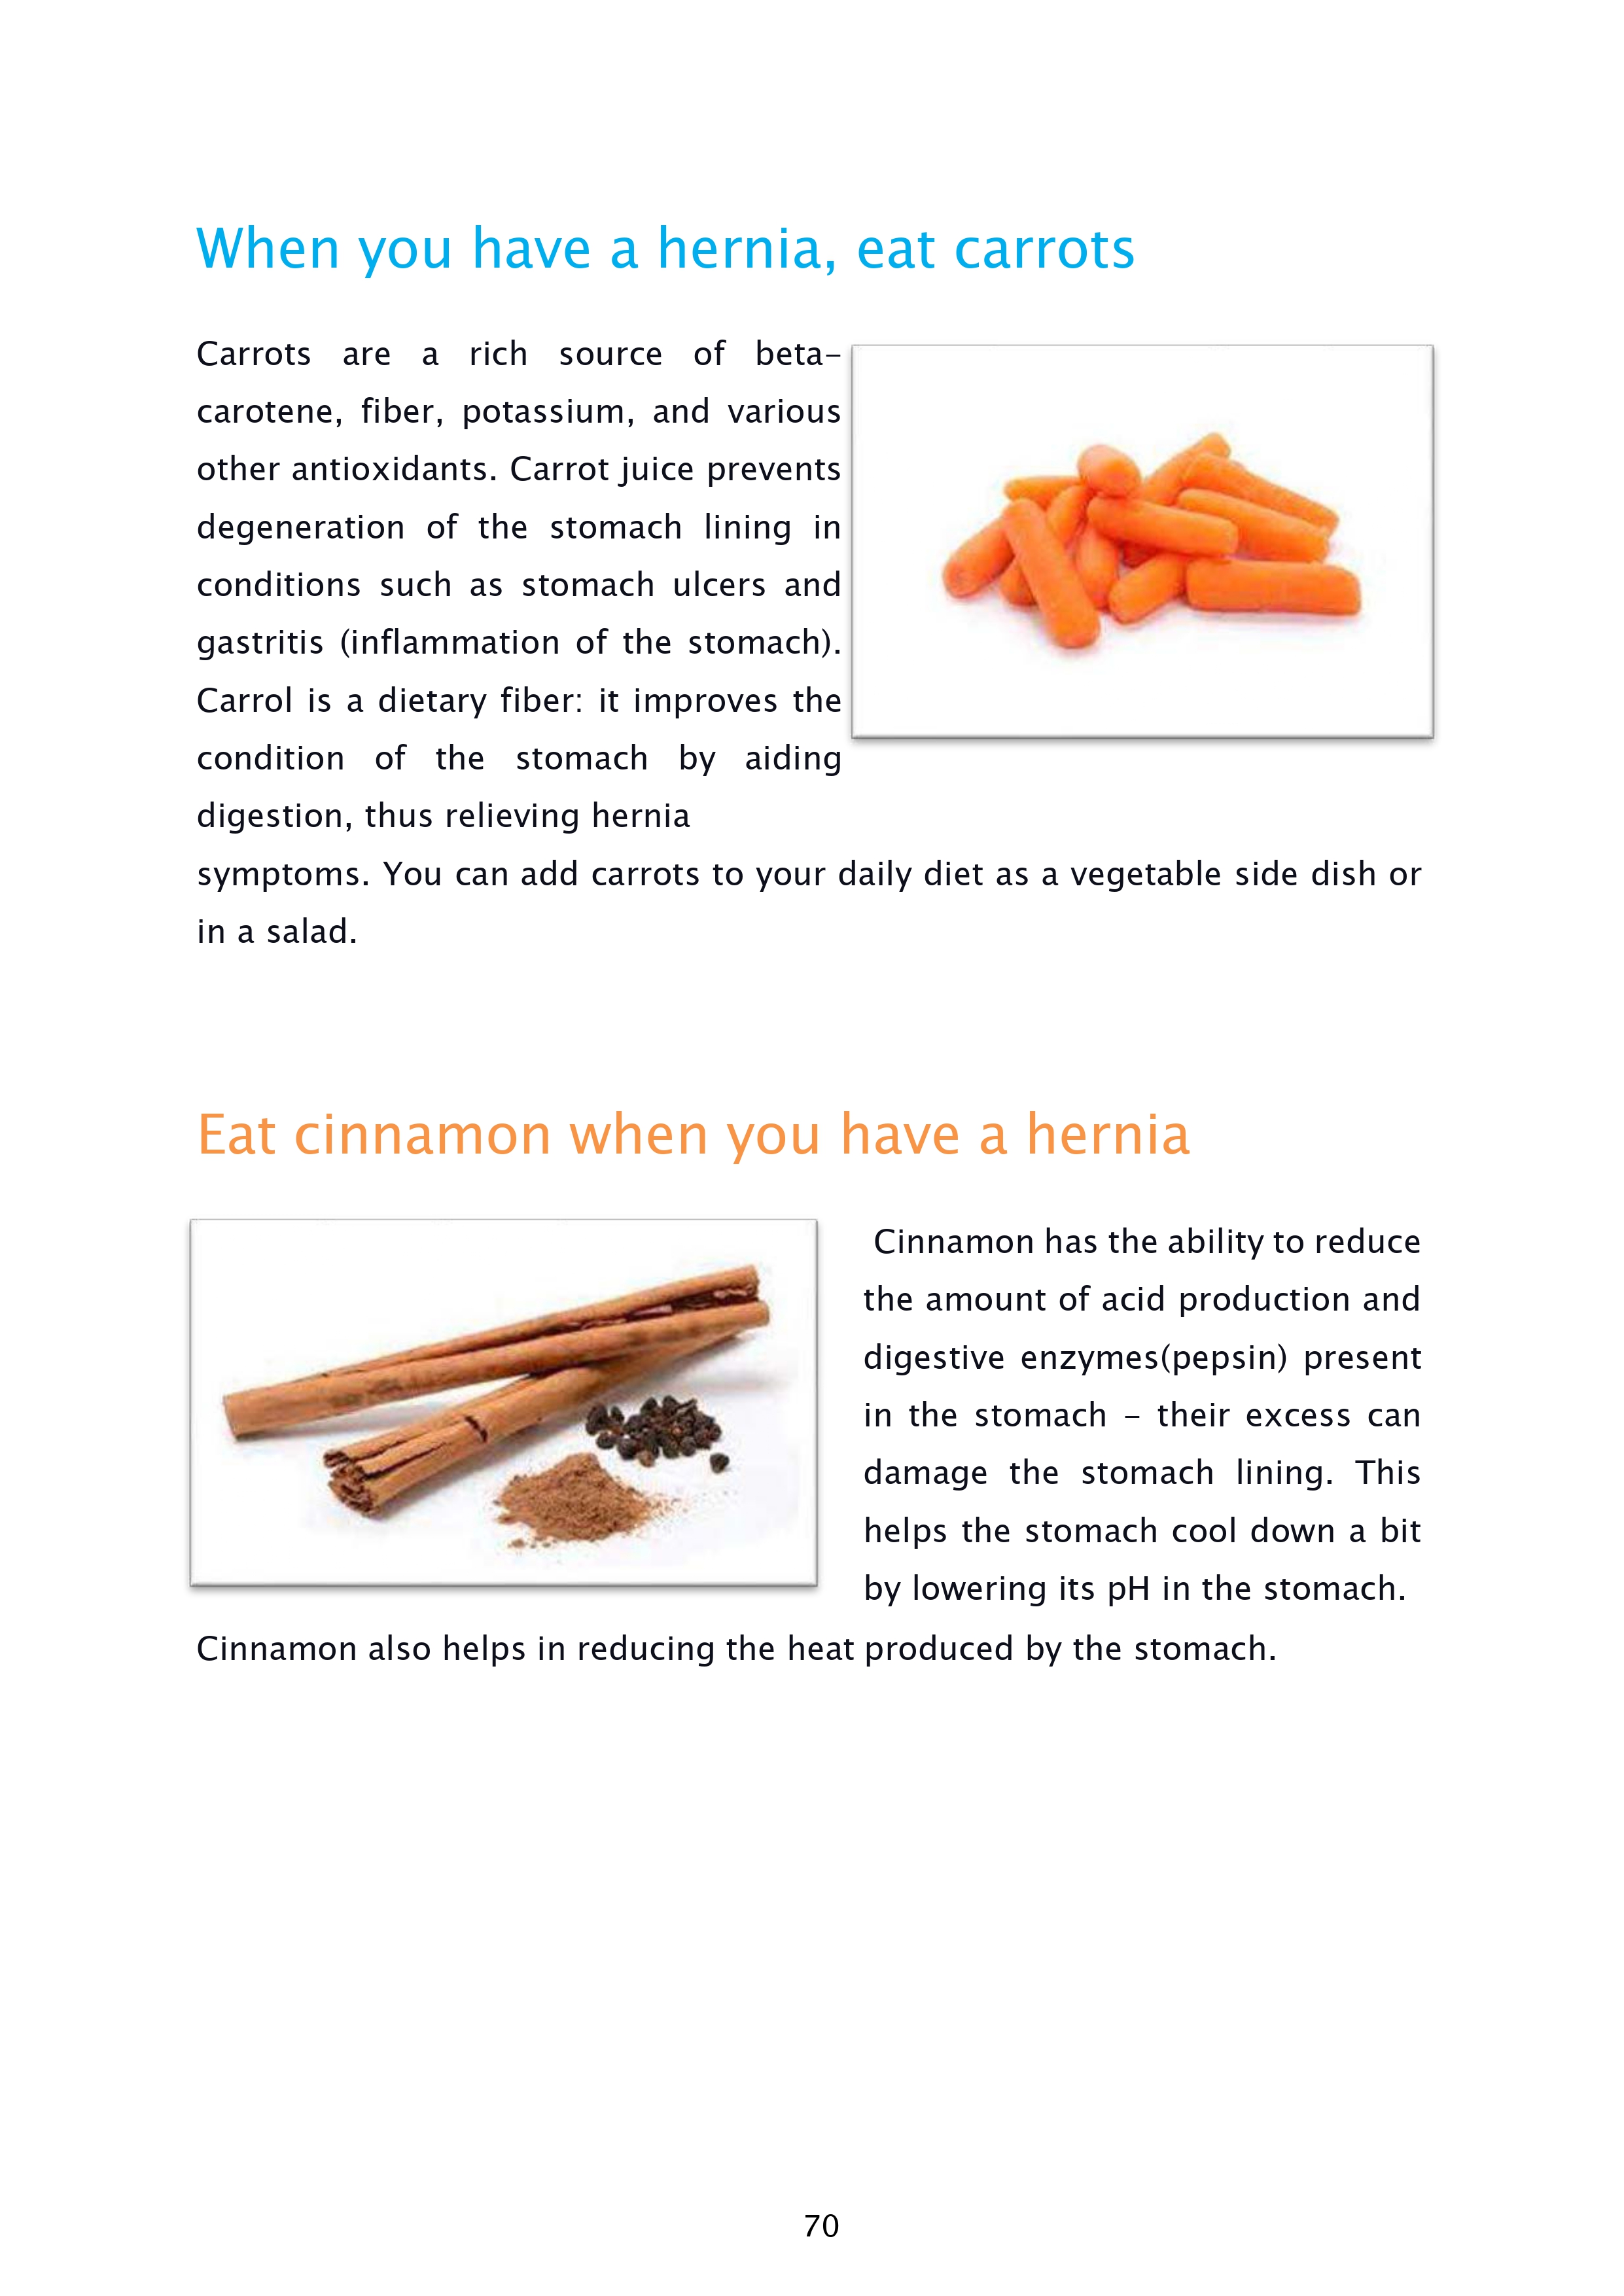 When you have a hernia, eat carrots
Carrots are a rich source of beta-
carotene, fiber, potassium, and various
other antioxidants. Carrot juice prevents
degeneration of the stomach lining in
conditions such as stomach ulcers and
gastritis (inflammation of the stomach).
Carrol is a dietary fiber: it improves the
condition of the stomach by aiding
digestion, thus relieving hernia
symptoms. You can add carrots to your daily diet as a vegetable side dish or
in a salad.
Eat cinnamon when you have a hernia
Cinnamon has the ability to reduce
the amount of acid production and
digestive enzymes(pepsin) present
in the stomach - their excess can
damage the stomach lining. This
helps the stomach cool down a bit
by lowering its pH in the stomach.
Cinnamon also helps in reducing the heat produced by the stomach.
70